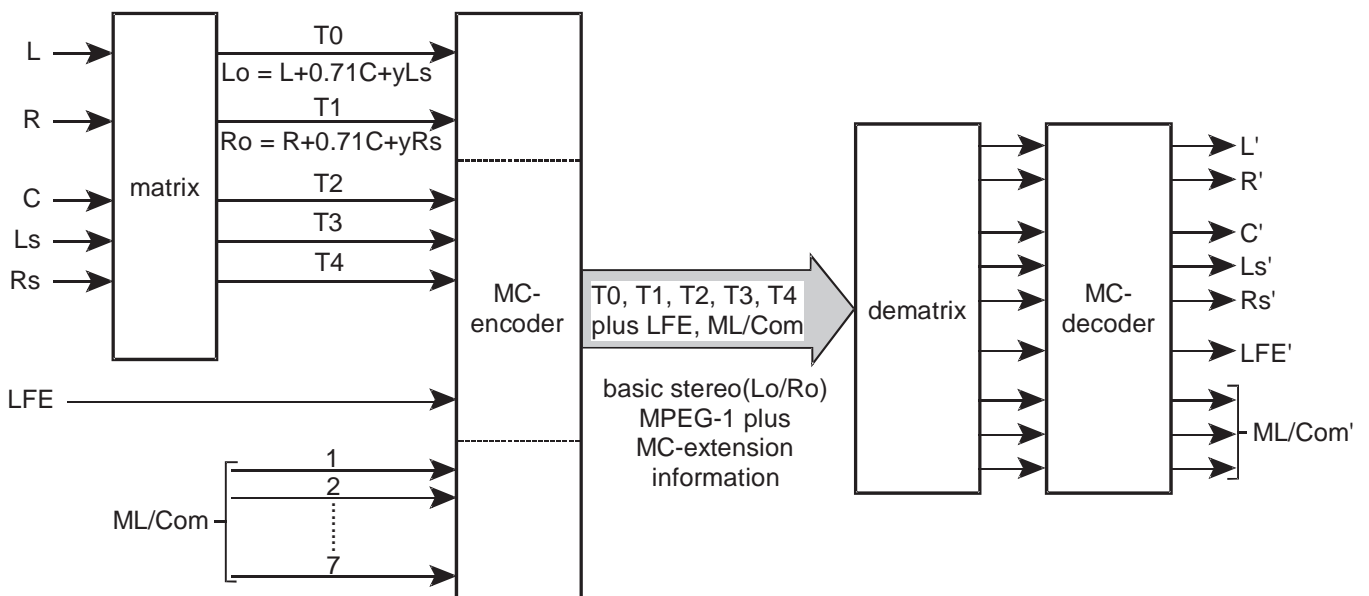 L
T0
Lo = L+0.71C+yLs
R
T1
Ro = R+0.71C+yRs
matrix
C
T2
Ls
T3
Rs
T4
LFE
ML/Com
1
2
7
MC-
encoder
T0, T1, T2, T3, T4
plus LFE, ML/Com
basic stereo(Lo/Ro)
MPEG-1 plus
MC-extension
information
dematrix
MC-
decoder
L'
R'
C'
Ls'
Rs'
LFE'
ML/Com'